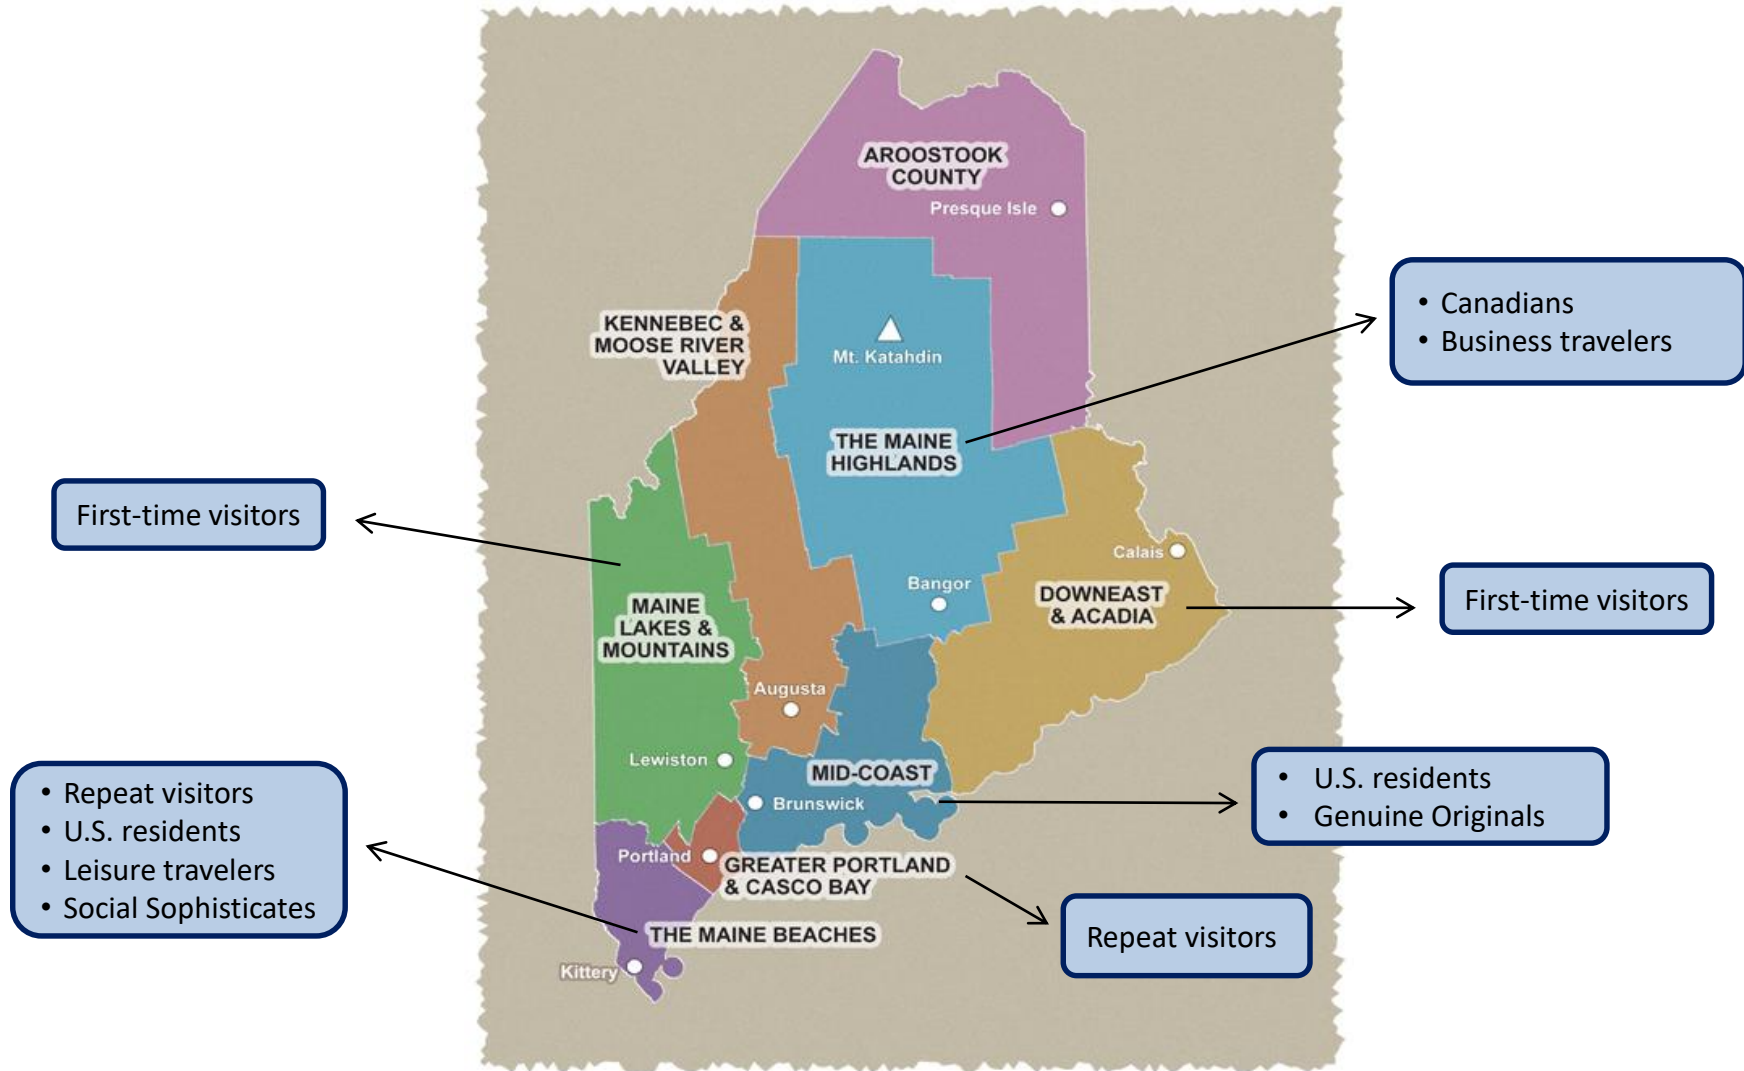 AROOSTOOK
COUNTY
Presque Isle
KENNEBEC &
MOOSE RIVER
VALLEY
Mt. Katahdin
• Canadians
• Business travelers
THE MAINE
HIGHLANDS
First-time visitors
Calais
Bangor
DOWNEAST
& ACADIA
First-time visitors
MAINE
LAKES &
MOUNTAINS
Augusta
Lewiston
MID-COAST
Brunswick
• U.S. residents
• Genuine Originals
• Repeat visitors
• U.S. residents
• Leisure travelers
• Social Sophisticates
Portland
GREATER PORTLAND
& CASCO BAY
Repeat visitors
THE MAINE BEACHES
Kittery